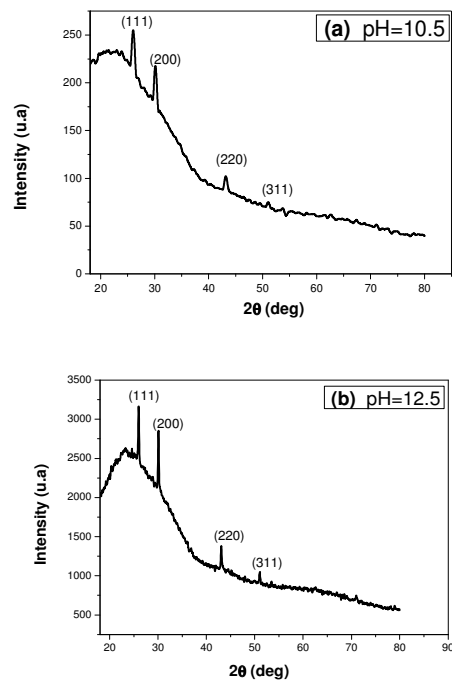 (a) pH=10.5
(111)
(200)
(220)
(311)
250
200
150
100
50
0
Intensity (u.a)
20 30 40 50 60 70 80
2θ (deg)
(b) pH=12.5
(111)
(200)
(220)
(311)
3500
3000
2500
2000
1500
1000
500
Intensity (u.a)
20 30 40 50 60 70 80 90
2θ (deg)